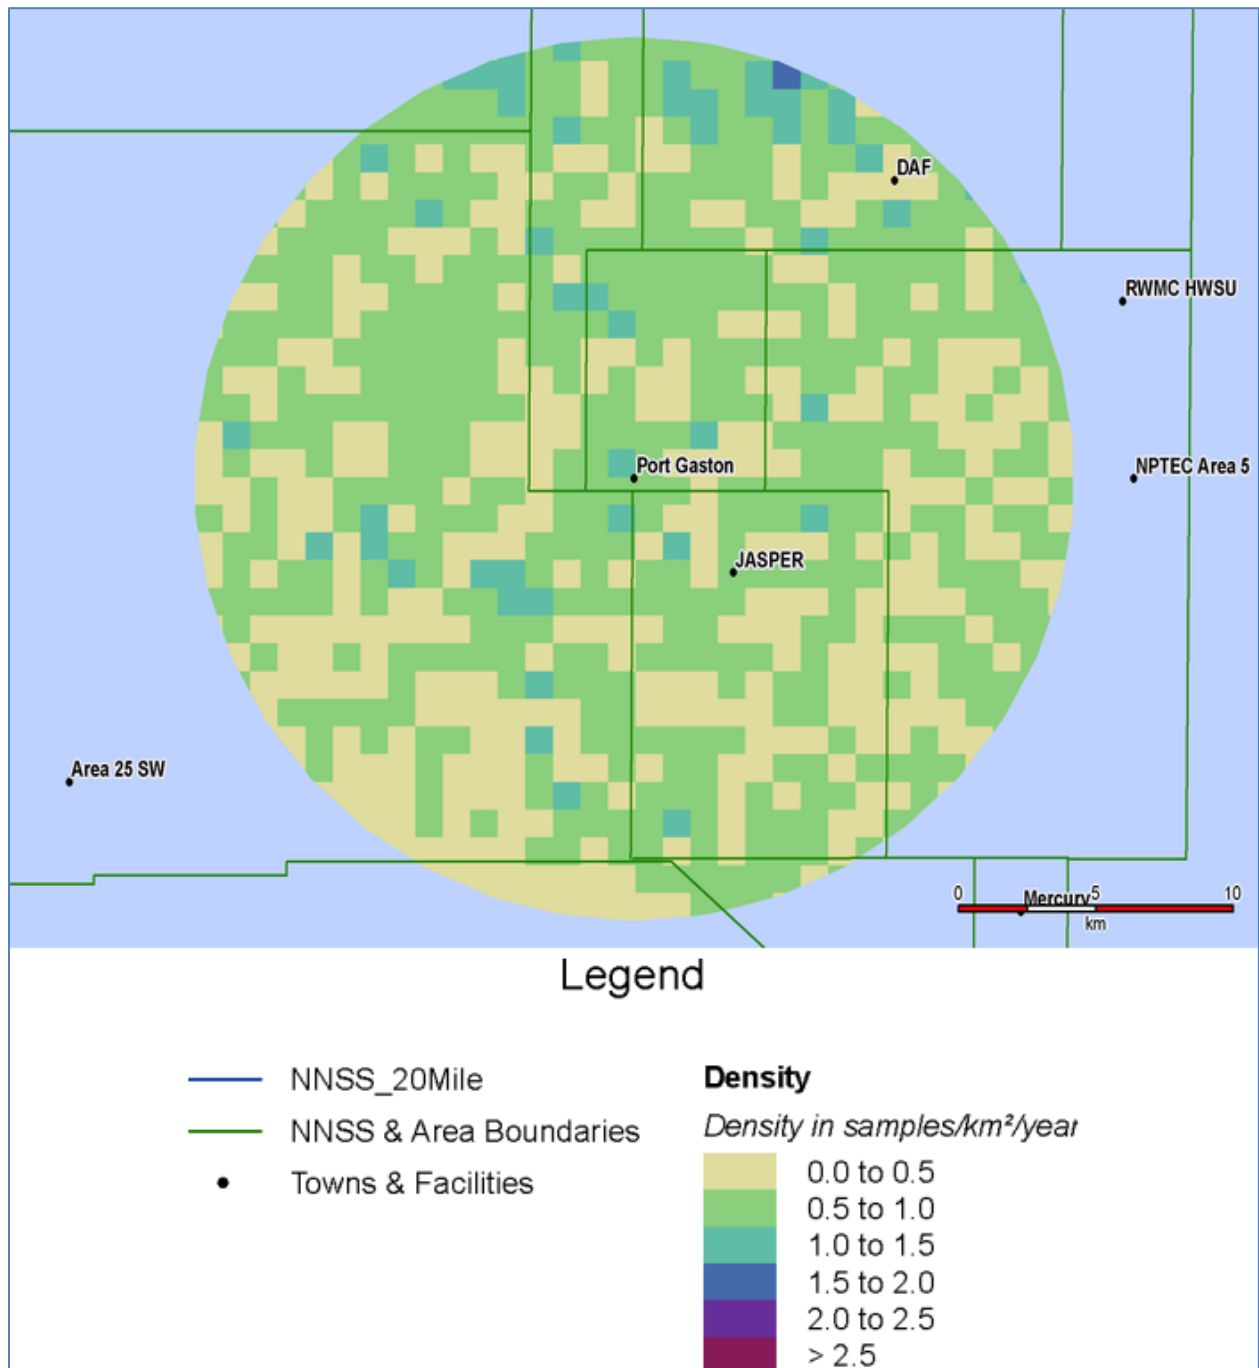 DAF
RWMC HWSU
Port Gaston
NPTEC Area 5
JASPER
Area 25 SW
Mercury
0 5 10
km
Legend
NNSS_20Mile
NNSS & Area Boundaries
Towns & Facilities
Density
Density in samples/km²/year
0.0 to 0.5
0.5 to 1.0
1.0 to 1.5
1.5 to 2.0
2.0 to 2.5
> 2.5